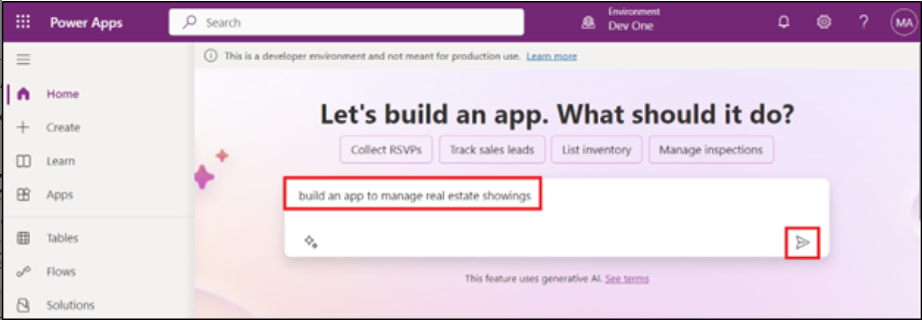 Power Apps
Search
Environment
Dev One
MA
This is a developer environment and not meant for production use. Learn more
Home
Create
Learn
Apps
Tables
Flows
Solutions
Let's build an app. What should it do?
Collect RSVPs
Track sales leads
List inventory
Manage inspections
build an app to manage real estate showings
This feature uses generative AI. See terms